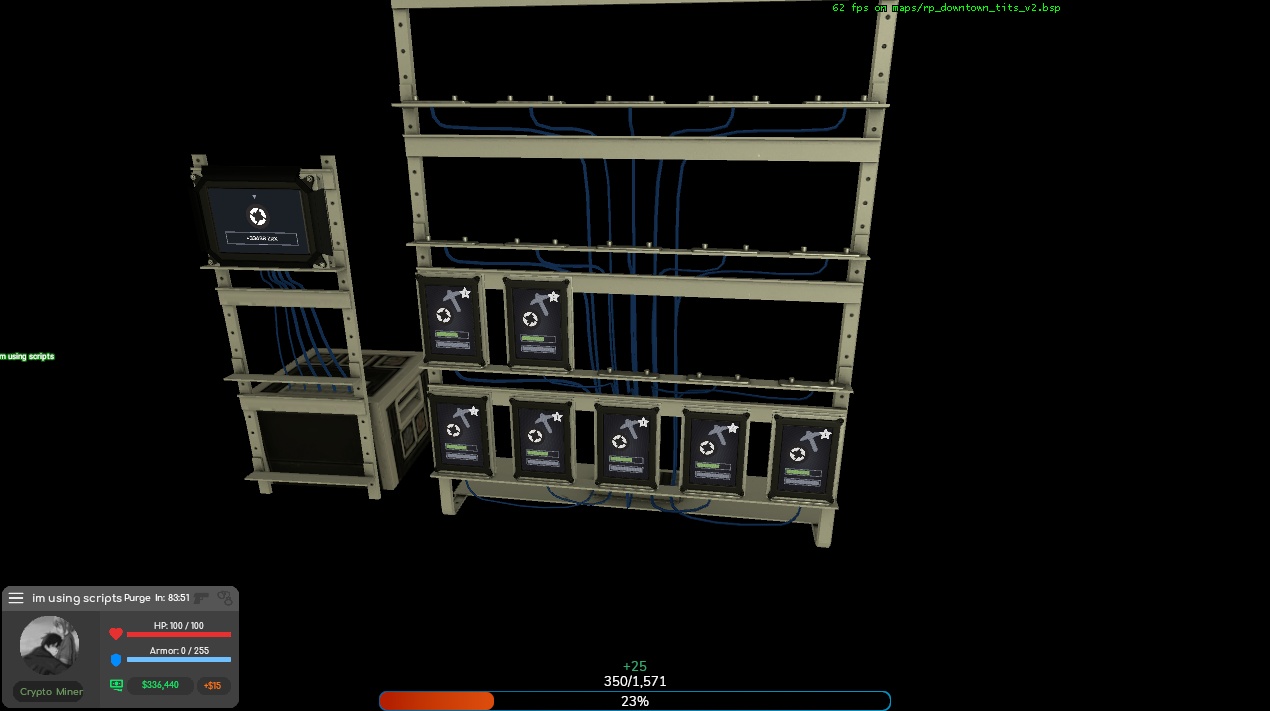 62 fps on maps/rp_downtown_tits_v2.bsp
m using scripts
im using scripts Purge In: 83:51
HP: 100 / 100
Armor: 0 / 255
$336,440 +$15
Crypto Miner
+25
350/1,571
23%